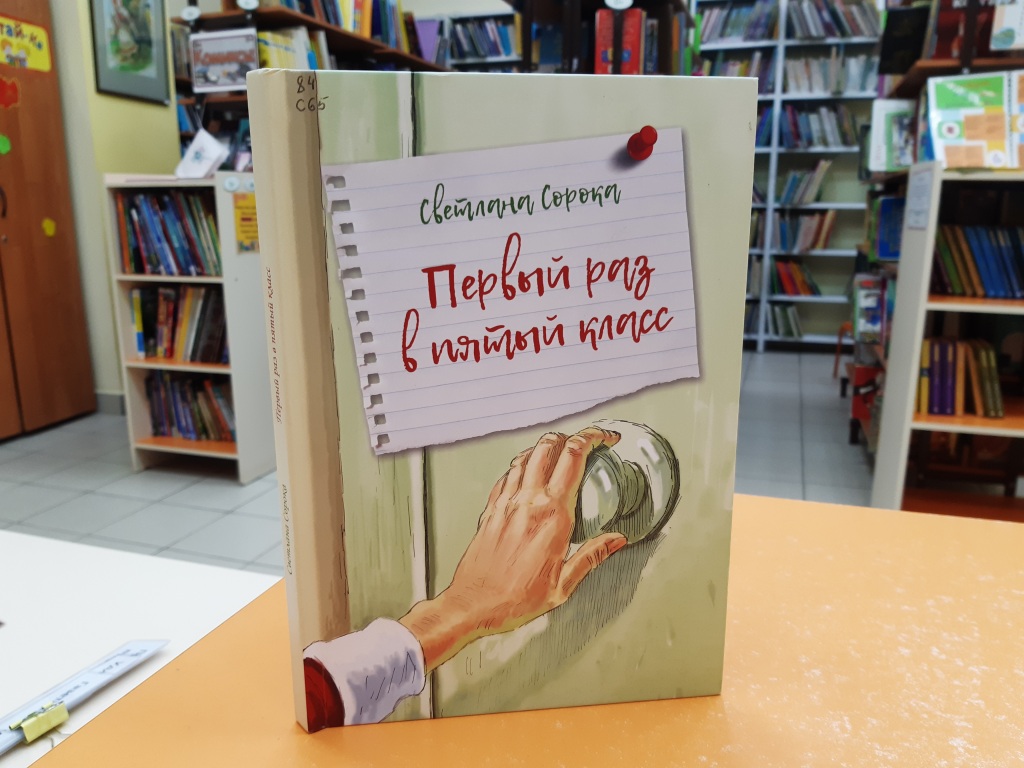 84
С65
Светлана Сорока
Первый раз
в пятый класс
Светлана Сорока
Первый раз в пятый класс